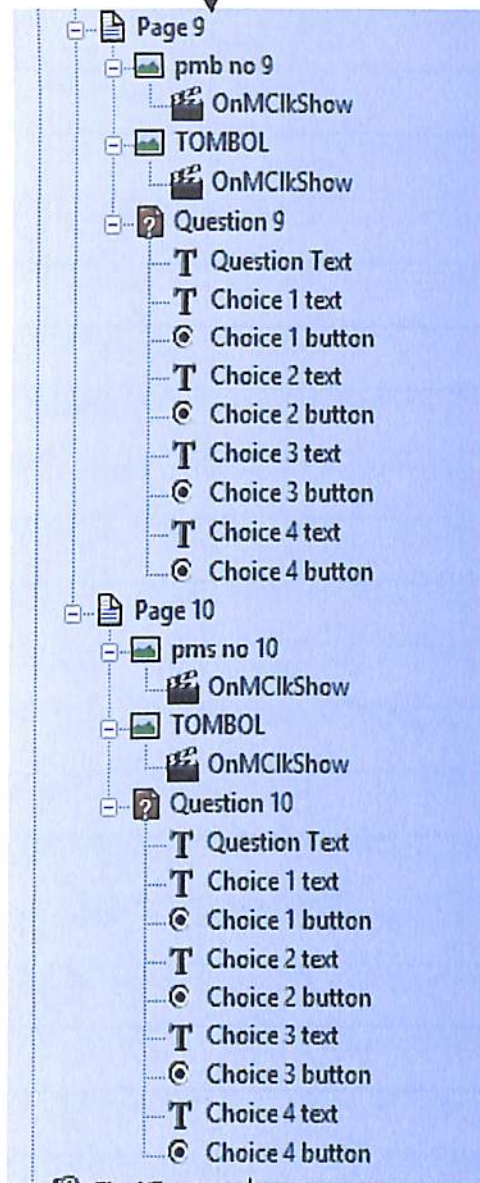 Page 9
pmb no 9
OnMClkShow
TOMBOL
OnMClkShow
Question 9
Question Text
Choice 1 text
Choice 1 button
Choice 2 text
Choice 2 button
Choice 3 text
Choice 3 button
Choice 4 text
Choice 4 button
Page 10
pms no 10
OnMClkShow
TOMBOL
OnMClkShow
Question 10
Question Text
Choice 1 text
Choice 1 button
Choice 2 text
Choice 2 button
Choice 3 text
Choice 3 button
Choice 4 text
Choice 4 button